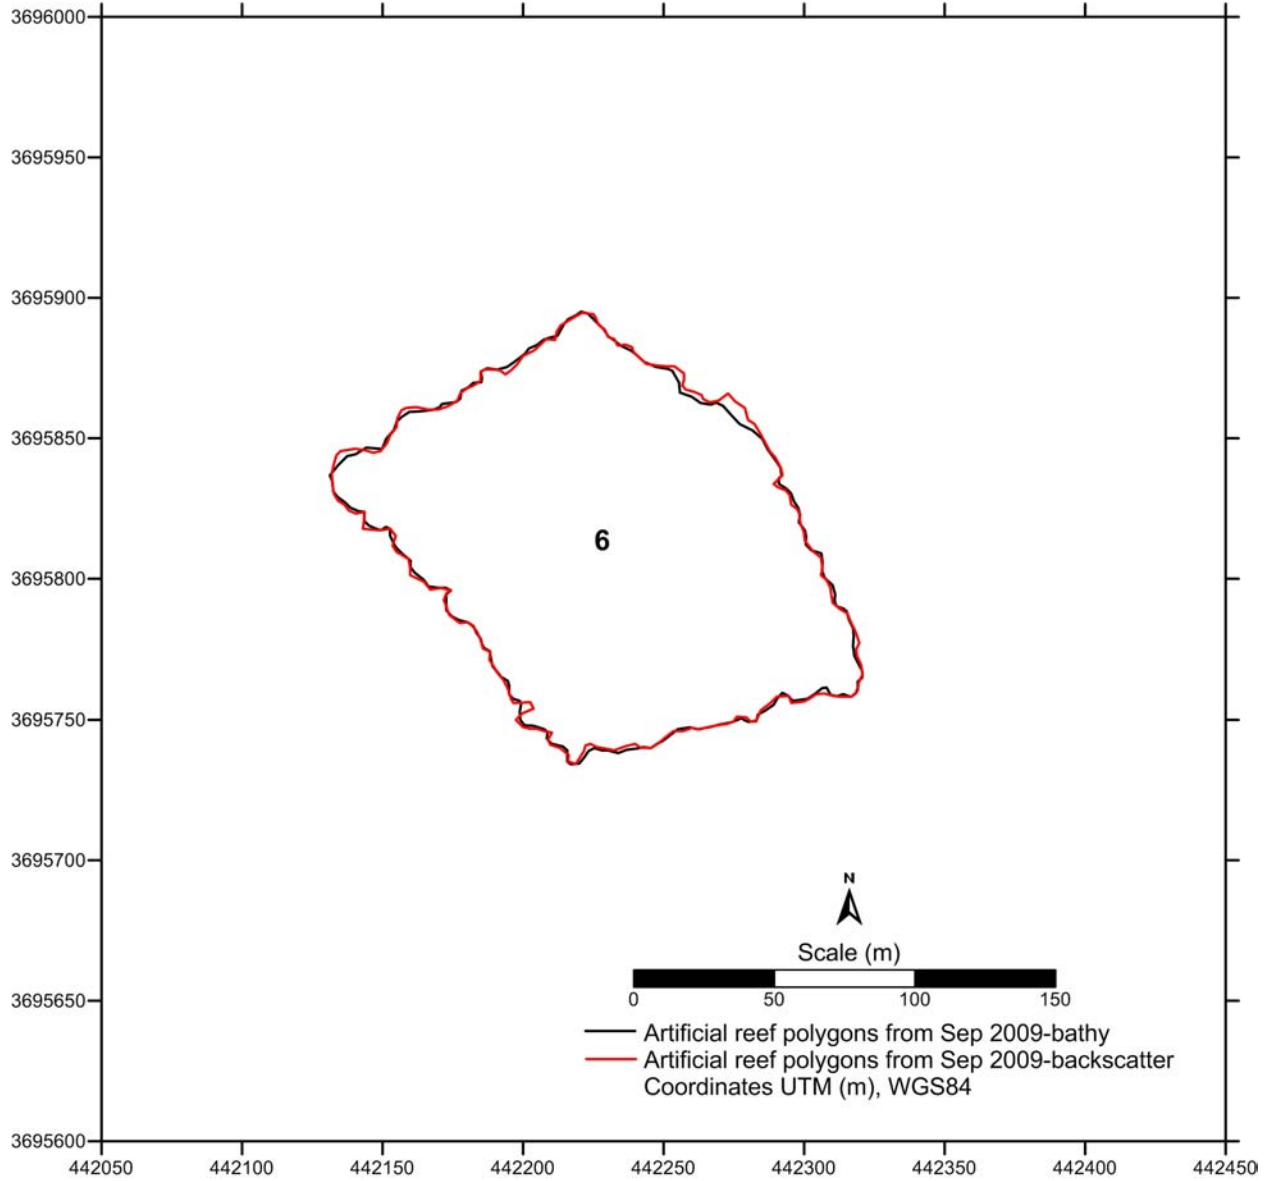 3696000
3695950
3695900
3695850
3695800
3695750
3695700
3695650
3695600
6
N
Scale (m)
0 50 100 150
Artificial reef polygons from Sep 2009-bathy
Artificial reef polygons from Sep 2009-backscatter
Coordinates UTM (m), WGS84
442050 442100 442150 442200 442250 442300 442350 442400 442450